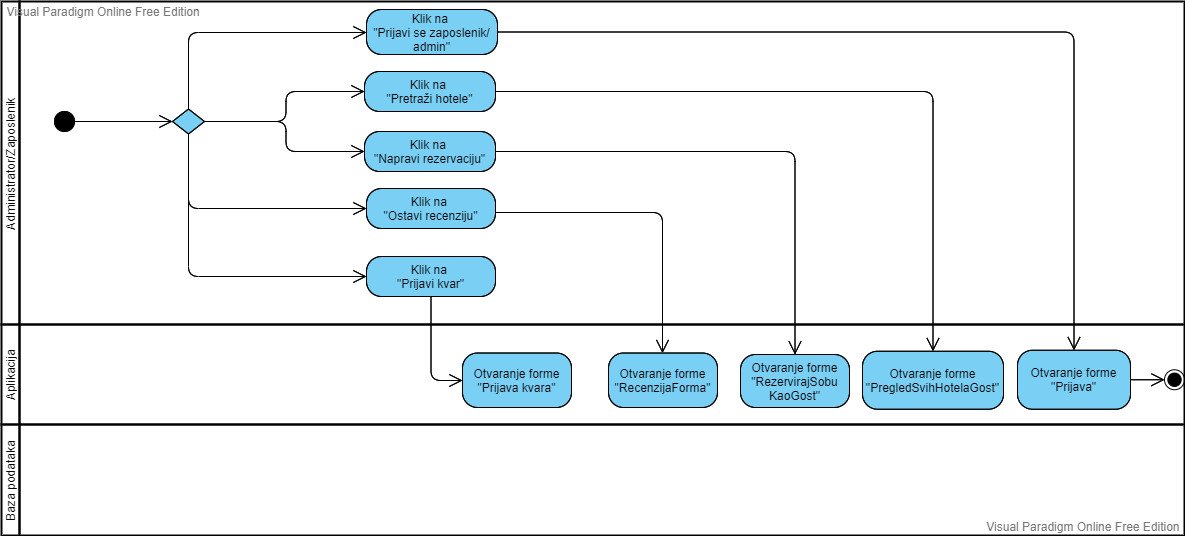 Visual Paradigm Online Free Edition
Administrator/Zaposlenik
Klik na
"Prijavi se zaposlenik/
admin"
Klik na
"Pretraži hotele"
Klik na
"Napravi rezervaciju"
Klik na
"Ostavi recenziju"
Klik na
"Prijavi kvar"
Aplikacija
Otvaranje forme
"Prijava kvara"
Otvaranje forme
"RecenzijaForma"
Otvaranje forme
"RezervirajSobu
KaoGost"
Otvaranje forme
"PregledSvihHotelaGost"
Otvaranje forme
"Prijava"
Baza podataka
Visual Paradigm Online Free Edition